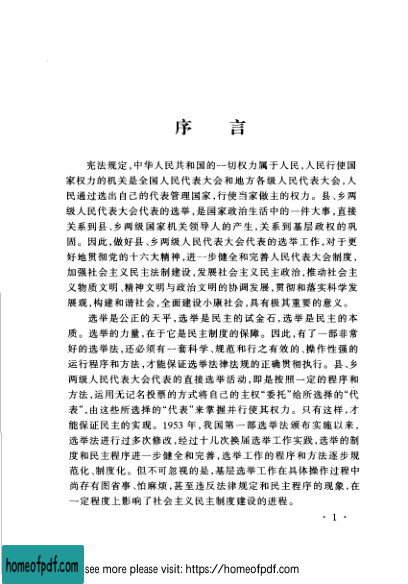 序　言
宪法规定,中华人民共和国的一切权力属于人民,人民行使国
家权力的机关是全国人民代表大会和地方各级人民代表大会,人
民通过选出自己的代表管理国家,行使当家做主的权力。县、乡两
级人民代表大会代表的选举,是国家政治生活中的一件大事,直接
关系到县、乡两级国家机关领导人的产生,关系到基层政权的巩
固。因此,做好县、乡两级人民代表大会代表的选举工作,对于更
好地贯彻党的十六大精神,进一步健全和完善人民代表大会制度,
加强社会主义民主法制建设,发展社会主义民主政治,推动社会主
义物质文明、精神文明与政治文明的协调发展,贯彻和落实科学发
展观,构建和谐社会,全面建设小康社会,具有极其重要的意义。
选举是公正的天平,选举是民主的试金石,选举是民主的本
质。选举的力量,在于它是民主制度的保障。因此,有了一部非常
好的选举法,还必须有一套科学、规范和行之有效的、操作性强的
运行程序和方法,才能保证选举法律法规的正确贯彻执行。县、乡
两级人民代表大会代表的直接选举活动,即是按照一定的程序和
方法,运用无记名投票的方式将自己的主权“委托”给所选择的“代
表”,由这些所选择的“代表”来掌握并行使其权力。只有这样,才
能保证民主的实现。1953 年,我国第一部选举法颁布实施以来,
选举法进行过多次修改,经过十几次换届选举工作实践,选举的制
度和民主程序进一步健全和完善,选举工作的程序和方法逐步规
范化、制度化。但不可忽视的是,基层选举工作在具体操作过程中
尚存有图省事、怕麻烦,甚至违反法律规定和民主程序的现象,在
一定程度上影响了社会主义民主制度建设的进程。
· 1 ·
homeofpdf.com
see more please visit: https://homeofpdf.com